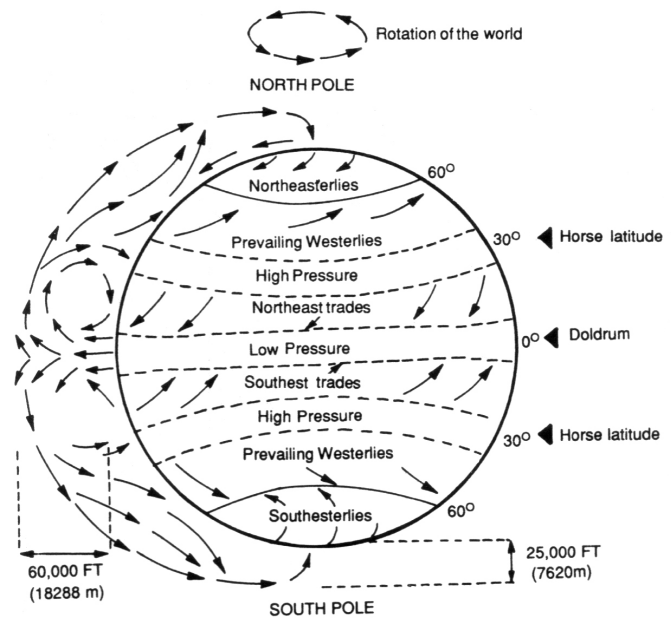 Rotation of the world
NORTH POLE
60°
Northeasterlies
30° Horse latitude
Prevailing Westerlies
High Pressure
Northeast trades
0° Doldrum
Low Pressure
Southest trades
High Pressure
30° Horse latitude
Prevailing Westerlies
Southesterlies
60°
60,000 FT
(18288 m)
25,000 FT
(7620m)
SOUTH POLE